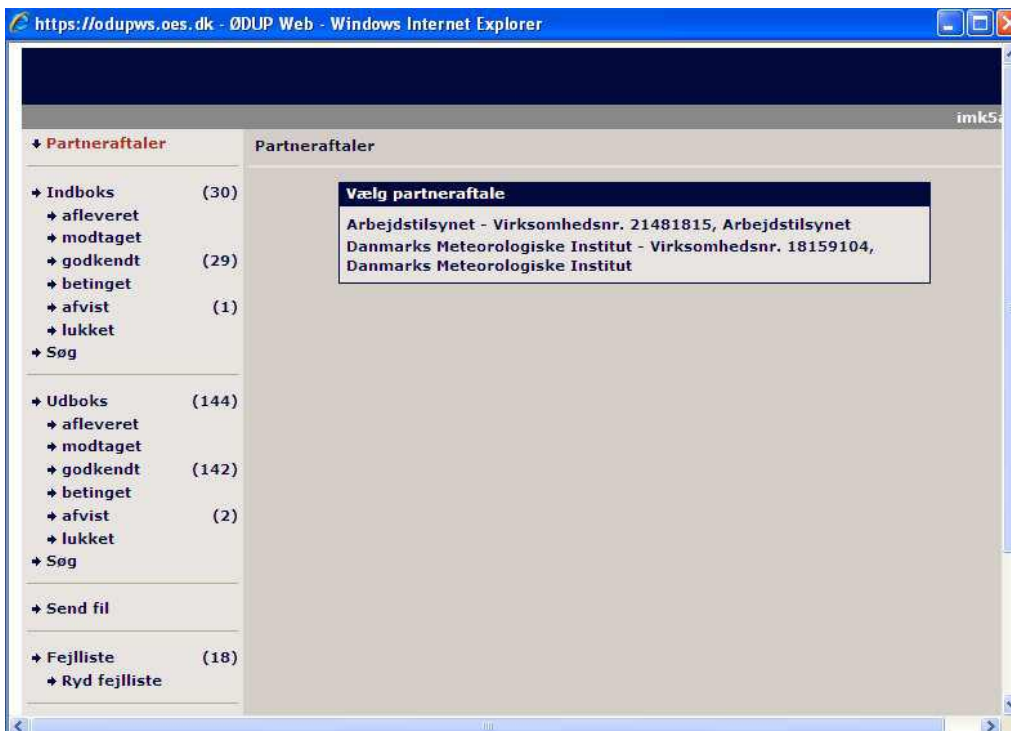 https://odupws.oes.dk - ØDUP Web - Windows Internet Explorer
imk5a
Partneraftaler
Indboks (30)
afleveret
modtaget
godkendt (29)
betinget
afvist (1)
lukket
Søg
Udboks (144)
afleveret
modtaget
godkendt (142)
betinget
afvist (2)
lukket
Søg
Send fil
Fejlliste (18)
Ryd fejlliste
Partneraftaler
Vælg partneraftale
Arbejdstilsynet - Virksomhedsnr. 21481815, Arbejdstilsynet
Danmarks Meteorologiske Institut - Virksomhedsnr. 18159104,
Danmarks Meteorologiske Institut